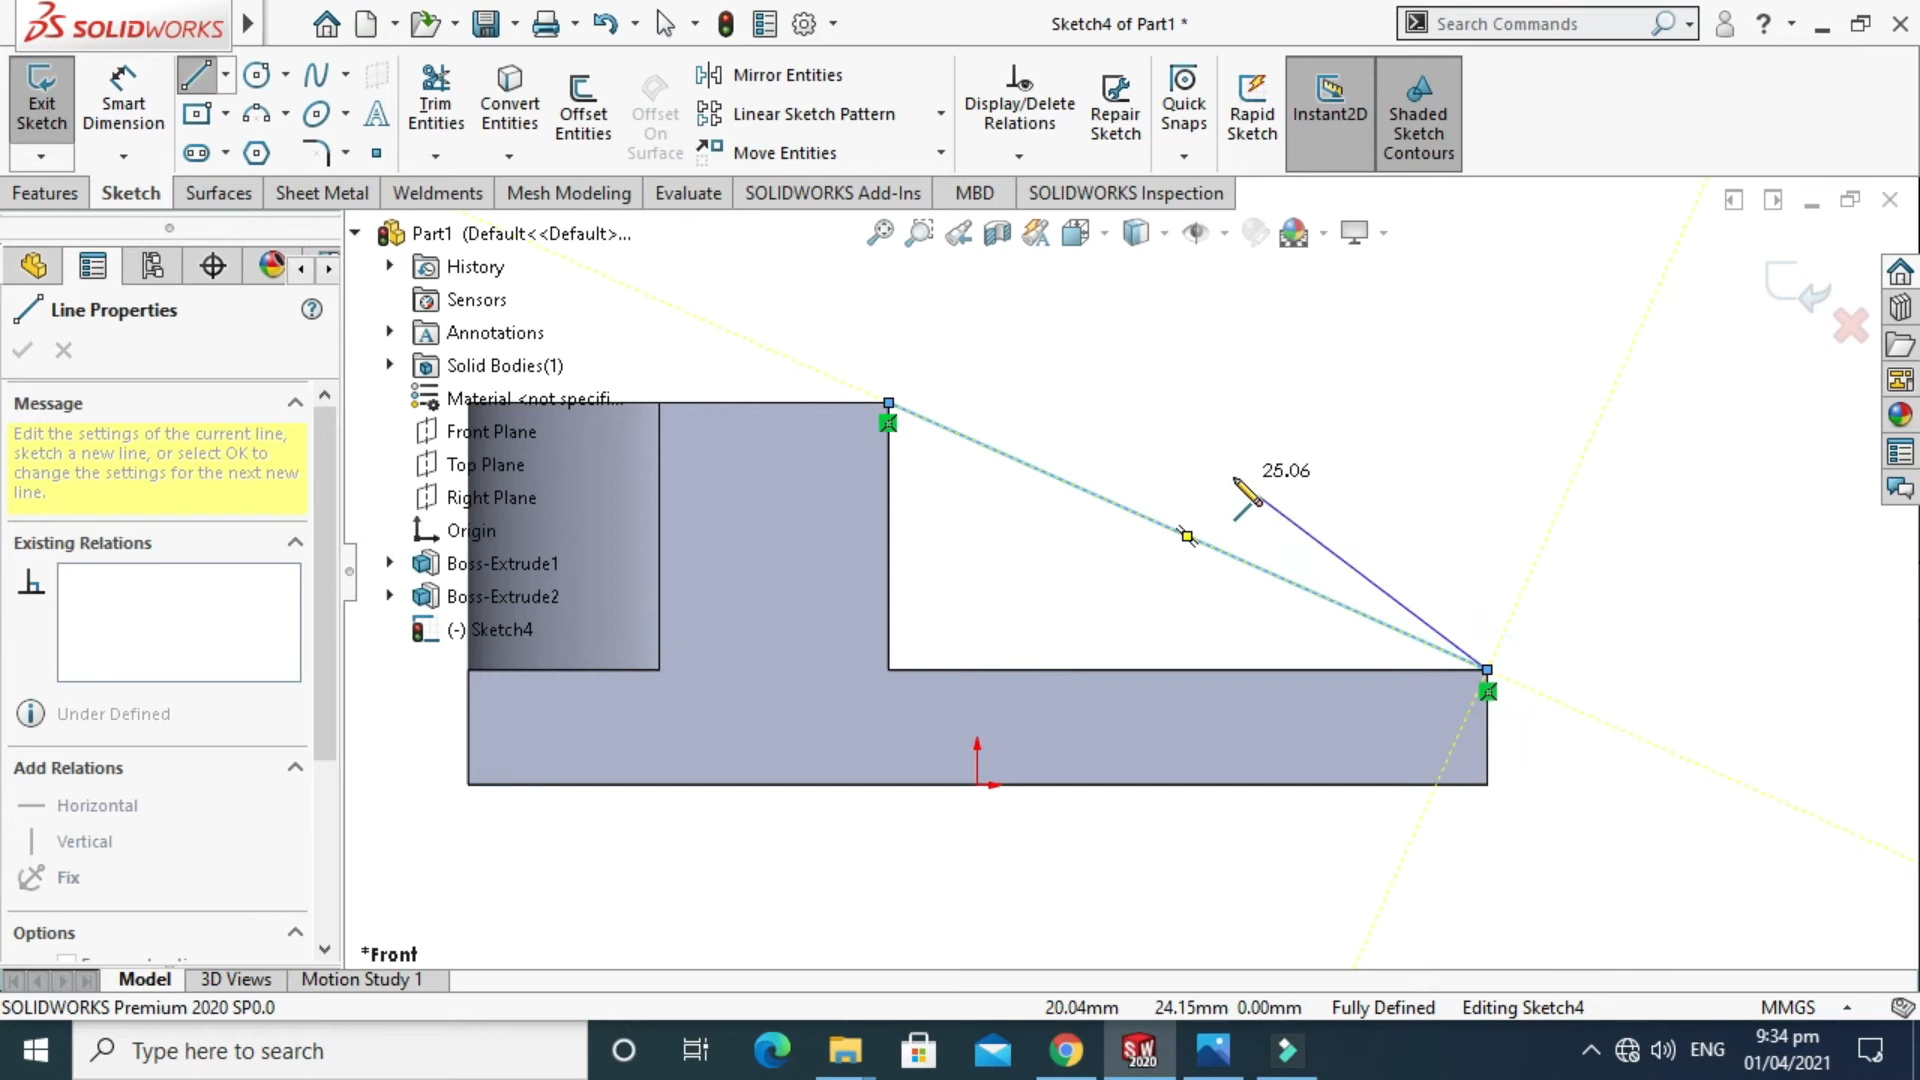 SOLIDWORKS
Sketch4 of Part1 *
Search Commands
Exit Sketch
Smart Dimension
Trim Entities
Convert Entities
Offset Entities
Offset On Surface
Mirror Entities
Linear Sketch Pattern
Move Entities
Display/Delete Relations
Repair Sketch
Quick Snaps
Rapid Sketch
Instant2D
Shaded Sketch Contours
Features
Sketch
Surfaces
Sheet Metal
Weldments
Mesh Modeling
Evaluate
SOLIDWORKS Add-Ins
MBD
SOLIDWORKS Inspection
Line Properties
Message
Edit the settings of the current line,
sketch a new line, or select OK to
change the settings for the next new
line.
Existing Relations
Under Defined
Add Relations
Horizontal
Vertical
Fix
Options
Part1 (Default<<Default>...
History
Sensors
Annotations
Solid Bodies(1)
Material <not specifi...
Front Plane
Top Plane
Right Plane
Origin
Boss-Extrude1
Boss-Extrude2
(-) Sketch4
25.06
*Front
Model
3D Views
Motion Study 1
SOLIDWORKS Premium 2020 SP0.0
20.04mm
24.15mm 0.00mm
Fully Defined
Editing Sketch4
MMGS
Type here to search
SW
2020
ENG
9:34 pm
01/04/2021